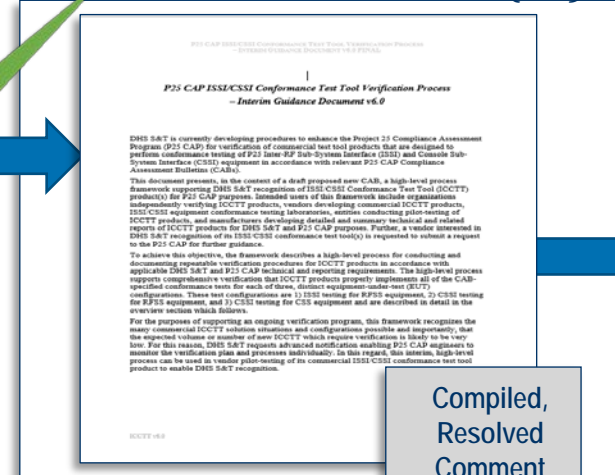 P25 CAP ISSI/CSSI CONFORMANCE TEST TOOL VERIFICATION PROCESS
– INTERIM GUIDANCE DOCUMENT V6.0 FINAL
P25 CAP ISSI/CSSI Conformance Test Tool Verification Process
– Interim Guidance Document v6.0
DHS S&T is currently developing procedures to enhance the Project 25 Compliance Assessment
Program (P25 CAP) for verification of commercial test tool products that are designed to
perform conformance testing of P25 Inter-RF Sub-System Interface (ISSI) and Console Sub-
System Interface (CSSI) equipment in accordance with relevant P25 CAP Compliance
Assessment Bulletins (CABs).
This document presents, in the context of a draft proposed new CAB, a high-level process
framework supporting DHS S&T recognition of ISSI/CSSI Conformance Test Tool (ICCTT)
product(s) for P25 CAP purposes. Intended users of this framework include organizations
independently verifying ICCTT products, vendors developing commercial ICCTT products,
ISSI/CSSI equipment conformance testing laboratories, entities conducting pilot-testing of
ICCTT products, and manufacturers developing detailed and summary technical and related
reports of ICCTT products for DHS S&T and P25 CAP purposes. Further, a vendor interested in
DHS S&T recognition of its ISSI/CSSI conformance test tool(s) is requested to submit a request
to the P25 CAP for further guidance.
To achieve this objective, the framework describes a high-level process for conducting and
documenting repeatable verification procedures for ICCTT products in accordance with
applicable DHS S&T and P25 CAP technical and reporting requirements. The high-level process
supports comprehensive verification that ICCTT products properly implements all of the CAB-
specified conformance tests for each of three, distinct equipment-under-test (EUT)
configurations. These test configurations are 1) ISSI testing for RFSS equipment, 2) CSSI testing
for RFSS equipment, and 3) CSSI testing for CSS equipment and are described in detail in the
overview section which follows.
For the purposes of supporting an ongoing verification program, this framework recognizes the
many commercial ICCTT solution situations and configurations possible and importantly, that
the expected volume or number of new ICCTT which require verification is likely to be very
low. For this reason, DHS S&T requests advanced notification enabling P25 CAP engineers to
monitor the verification plan and processes individually. In this regard, this interim, high-level
process can be used in vendor pilot-testing of its commercial ISSI/CSSI conformance test tool
product to enable DHS S&T recognition.
ICCTT v6.0
Compiled,
Resolved
Comment